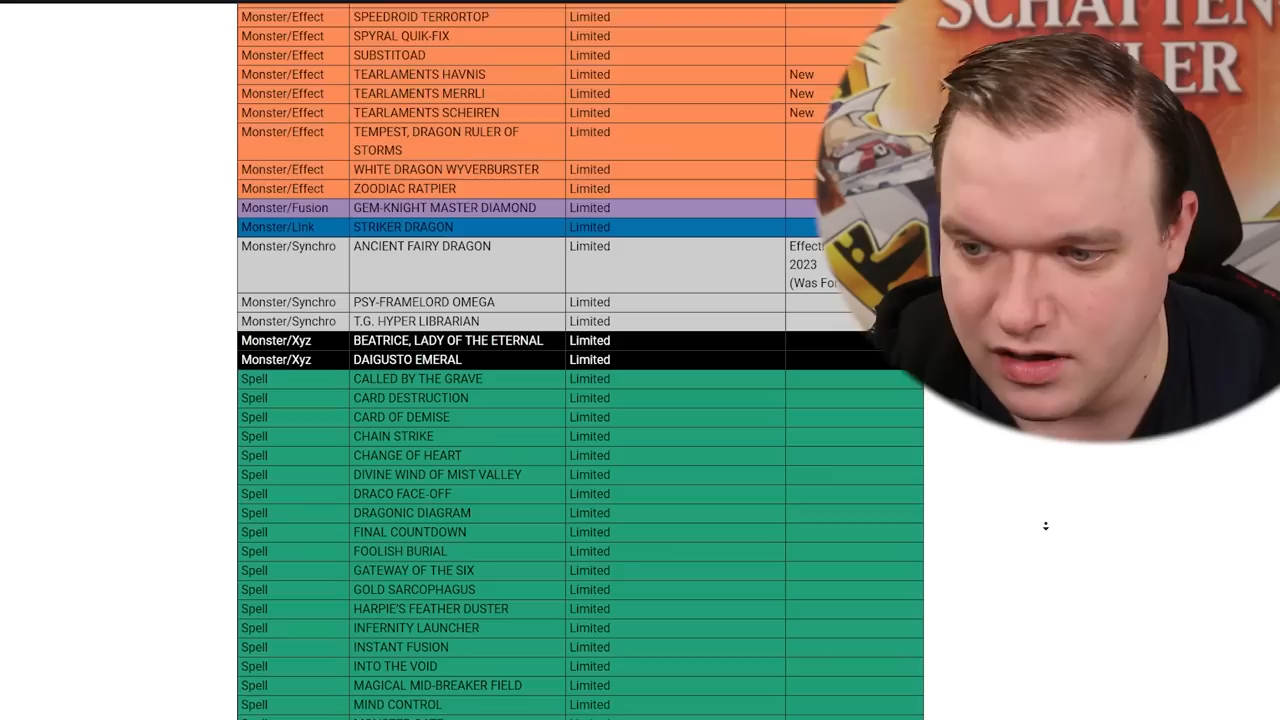 SCHATTEN-
LER
Monster/Effect SPEEDROID TERRORTOP Limited
Monster/Effect SPYRAL QUIK-FIX Limited
Monster/Effect SUBSTITOAD Limited
Monster/Effect TEARLAMENTS HAVNIS Limited New
Monster/Effect TEARLAMENTS MERRLI Limited New
Monster/Effect TEARLAMENTS SCHEIREN Limited New
Monster/Effect TEMPEST, DRAGON RULER OF Limited
STORMS
Monster/Effect WHITE DRAGON WYVERBURSTER Limited
Monster/Effect ZOODIAC RATPIER Limited
Monster/Fusion GEM-KNIGHT MASTER DIAMOND Limited
Monster/Link STRIKER DRAGON Limited
Monster/Synchro ANCIENT FAIRY DRAGON Limited Effect
2023
(Was For
Monster/Synchro PSY-FRAMELORD OMEGA Limited
Monster/Synchro T.G. HYPER LIBRARIAN Limited
Monster/Xyz BEATRICE, LADY OF THE ETERNAL Limited
Monster/Xyz DAIGUSTO EMERAL Limited
Spell CALLED BY THE GRAVE Limited
Spell CARD DESTRUCTION Limited
Spell CARD OF DEMISE Limited
Spell CHAIN STRIKE Limited
Spell CHANGE OF HEART Limited
Spell DIVINE WIND OF MIST VALLEY Limited
Spell DRACO FACE-OFF Limited
Spell DRAGONIC DIAGRAM Limited
Spell FINAL COUNTDOWN Limited
Spell FOOLISH BURIAL Limited
Spell GATEWAY OF THE SIX Limited
Spell GOLD SARCOPHAGUS Limited
Spell HARPIE'S FEATHER DUSTER Limited
Spell INFERNITY LAUNCHER Limited
Spell INSTANT FUSION Limited
Spell INTO THE VOID Limited
Spell MAGICAL MID-BREAKER FIELD Limited
Spell MIND CONTROL Limited